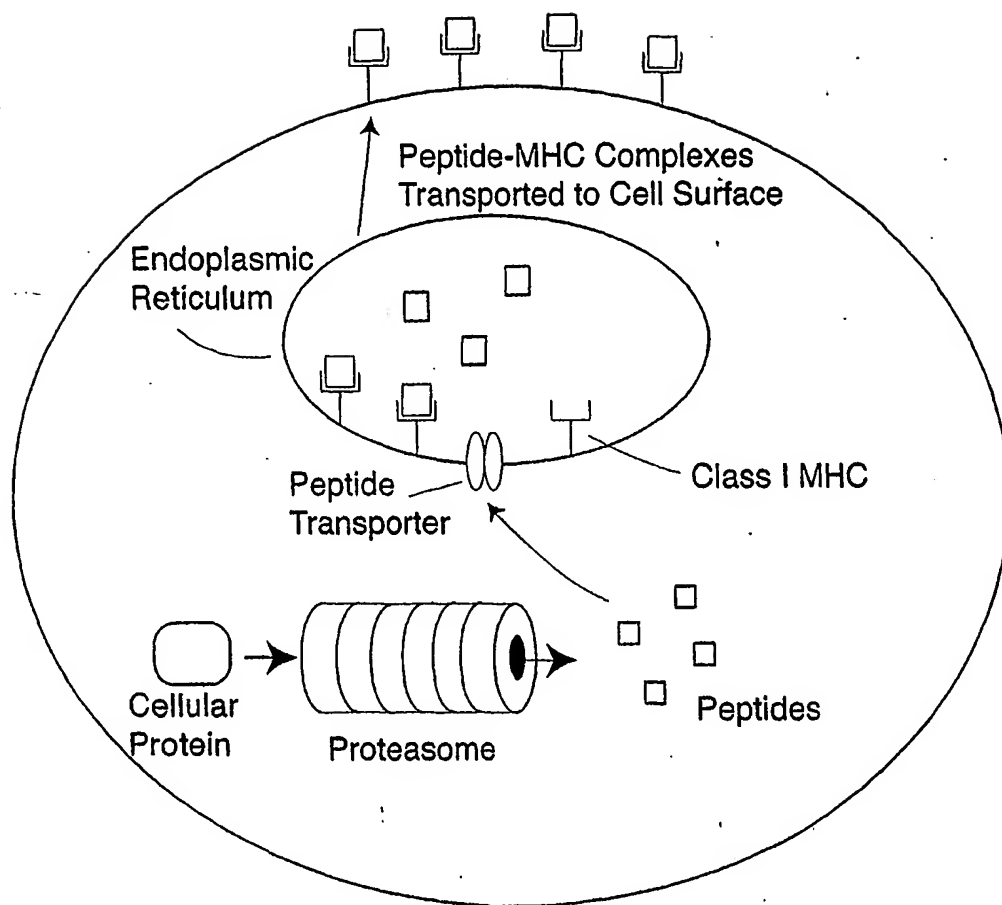 Peptide-MHC Complexes
Transported to Cell Surface
Endoplasmic
Reticulum
Class I MHC
Peptide
Transporter
Cellular
Protein
Proteasome
Peptides